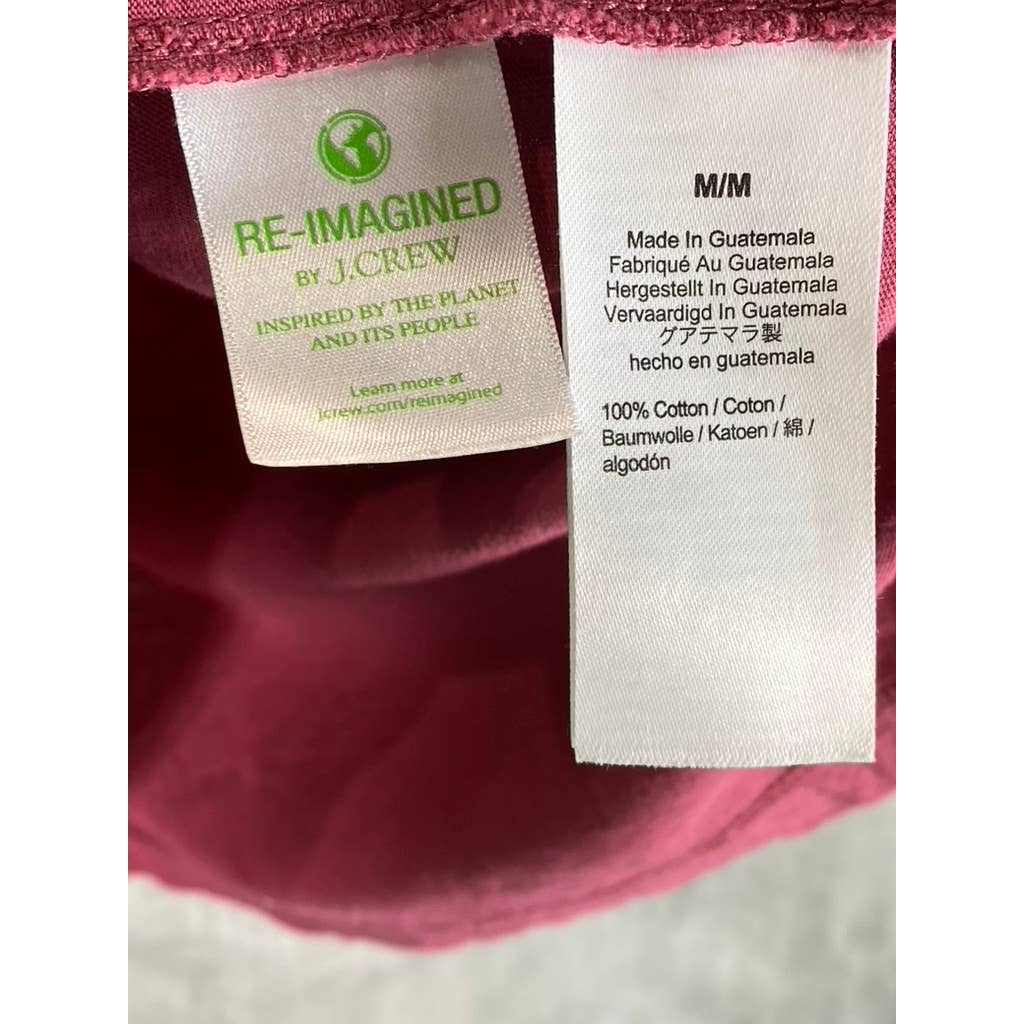 RE-IMAGINED
BY J.CREW
INSPIRED BY THE PLANET
AND ITS PEOPLE
Learn more at
jcrew.com/reimagined
M/M
Made In Guatemala
Fabriqué Au Guatemala
Hergestellt In Guatemala
Vervaardigd In Guatemala
グアテマラ製
hecho en guatemala
100% Cotton / Coton /
Baumwolle / Katoen / 綿 /
algodón